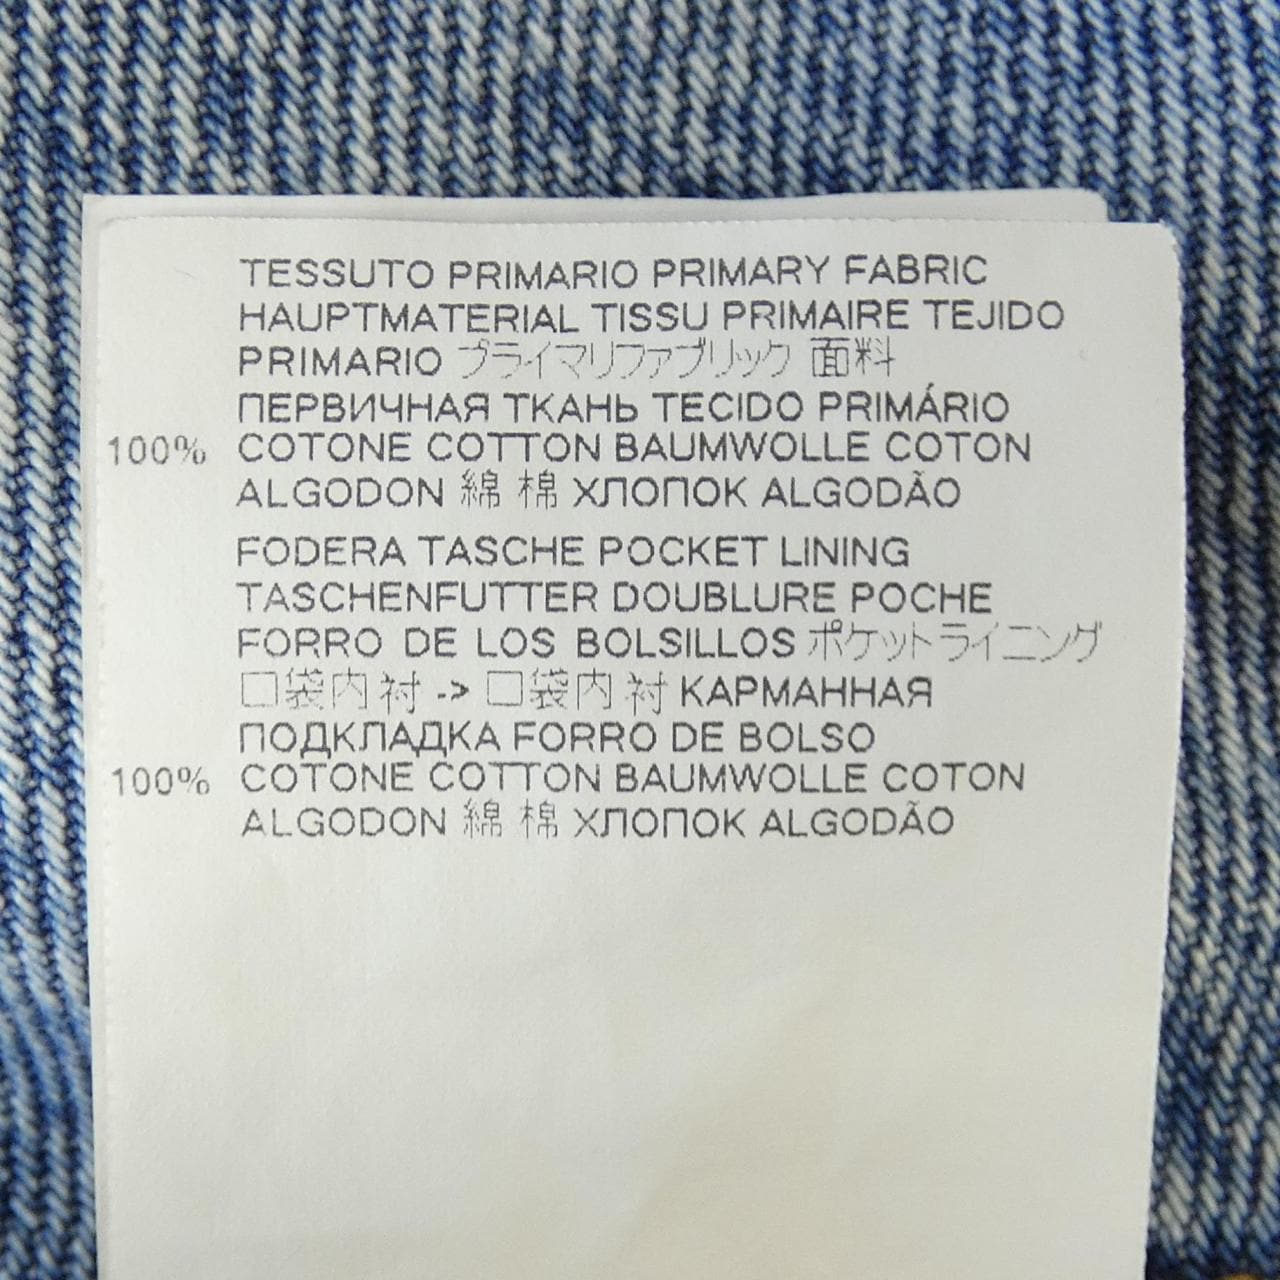 TESSUTO PRIMARIO PRIMARY FABRIC
HAUPTMATERIAL TISSU PRIMAIRE TEJIDO
PRIMARIO プライマリファブリック 面料
ПЕРВИЧНАЯ ТКАНЬ TECIDO PRIMÁRIO
100% COTONE COTTON BAUMWOLLE COTON
ALGODON 綿 棉 ХЛОПОК ALGODÃO
FODERA TASCHE POCKET LINING
TASCHENFUTTER DOUBLURE POCHE
FORRO DE LOS BOLSILLOS ポケットライニング
口袋内衬 -> 口袋内衬 КАРМАННАЯ
ПОДКЛАДКА FORRO DE BOLSO
100% COTONE COTTON BAUMWOLLE COTON
ALGODON 綿 棉 ХЛОПОК ALGODÃO